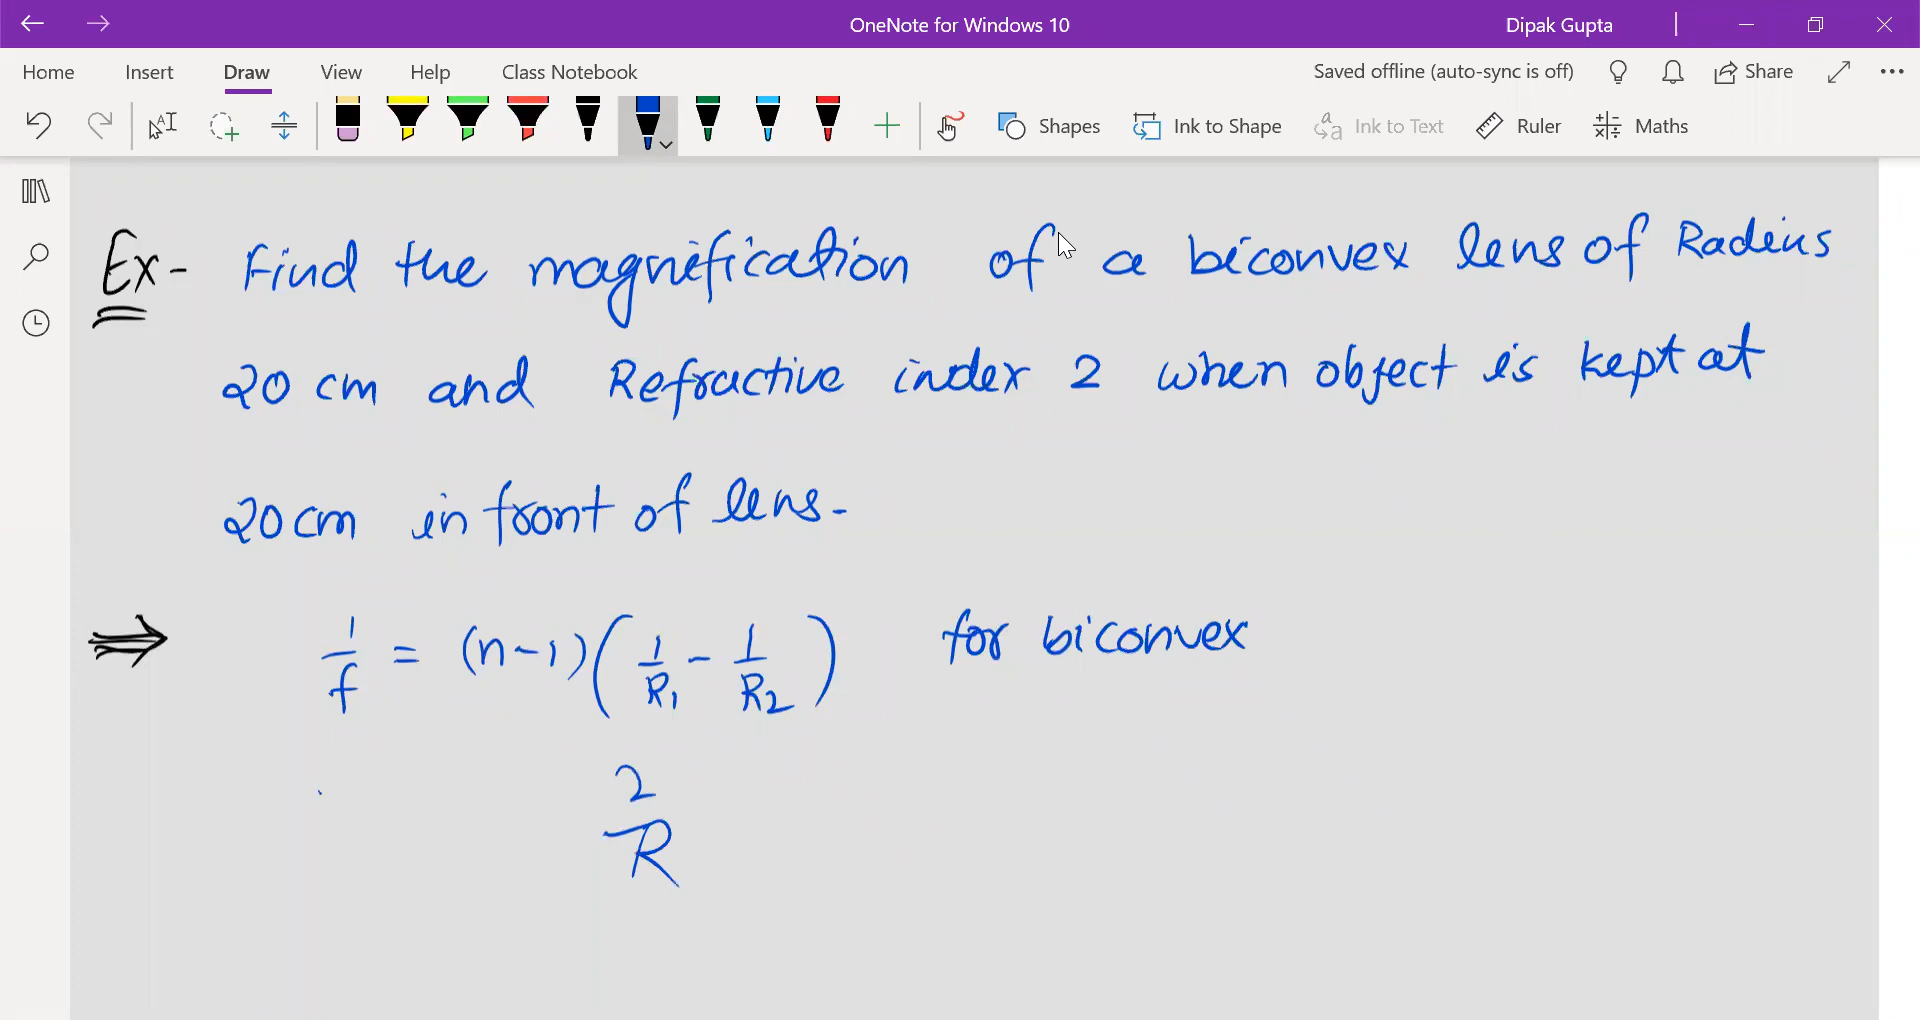 OneNote for Windows 10
Dipak Gupta
Home Insert Draw View Help Class Notebook
Saved offline (auto-sync is off) Share
Shapes Ink to Shape Ink to Text Ruler Maths
Ex- Find the magnification of a biconvex lens of Radius
20 cm and Refractive index 2 when object is kept at
20cm in front of lens-
⇒ 1/f = (n-1)(1/R₁ - 1/R₂) for biconvex
2/R